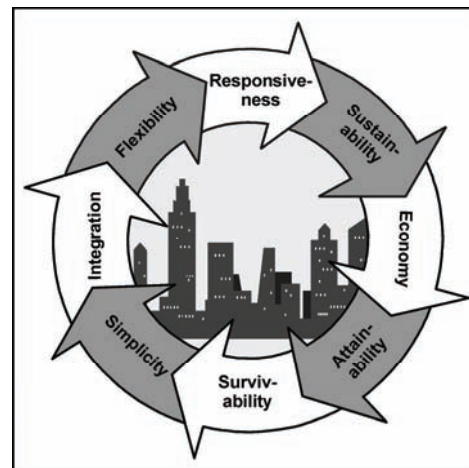 Responsive-
ness
Sustain-
ability
Economy
Attain-
ability
Surviv-
ability
Simplicity
Integration
Flexibility